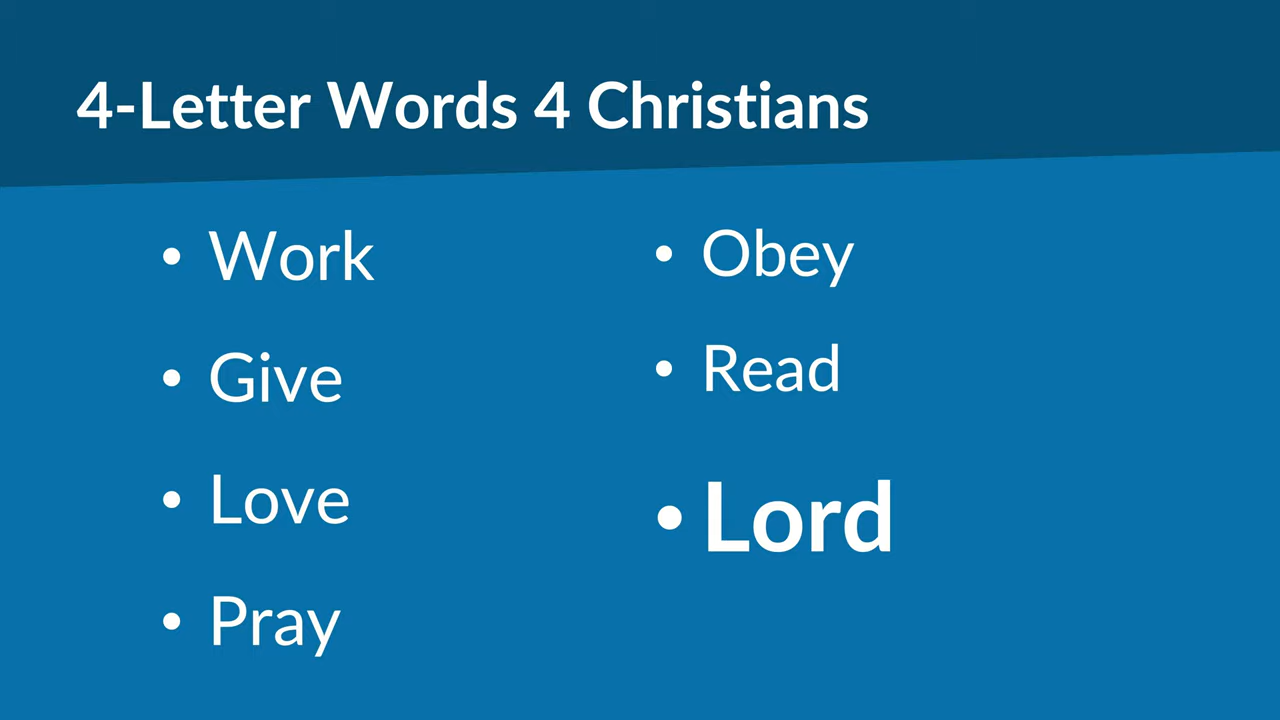 4-Letter Words 4 Christians
• Work
• Give
• Love
• Pray
• Obey
• Read
• Lord